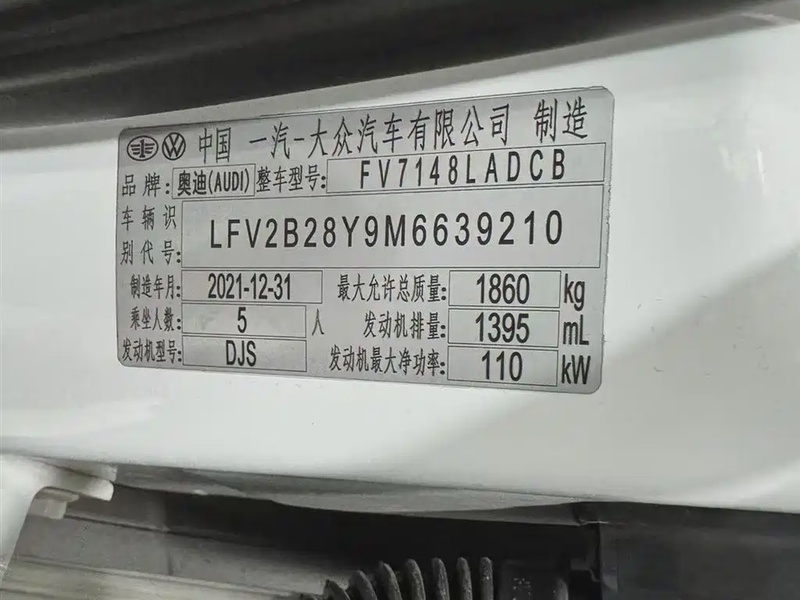 中国 一汽-大众汽车有限公司 制造
品牌:奥迪(AUDI) 整车型号: FV7148LADCB
车辆识别代号: LFV2B28Y9M6639210
制造年月: 2021-12-31 最大允许总质量: 1860 kg
乘坐人数: 5 人 发动机排量: 1395 mL
发动机型号: DJS 发动机最大净功率: 110 kW